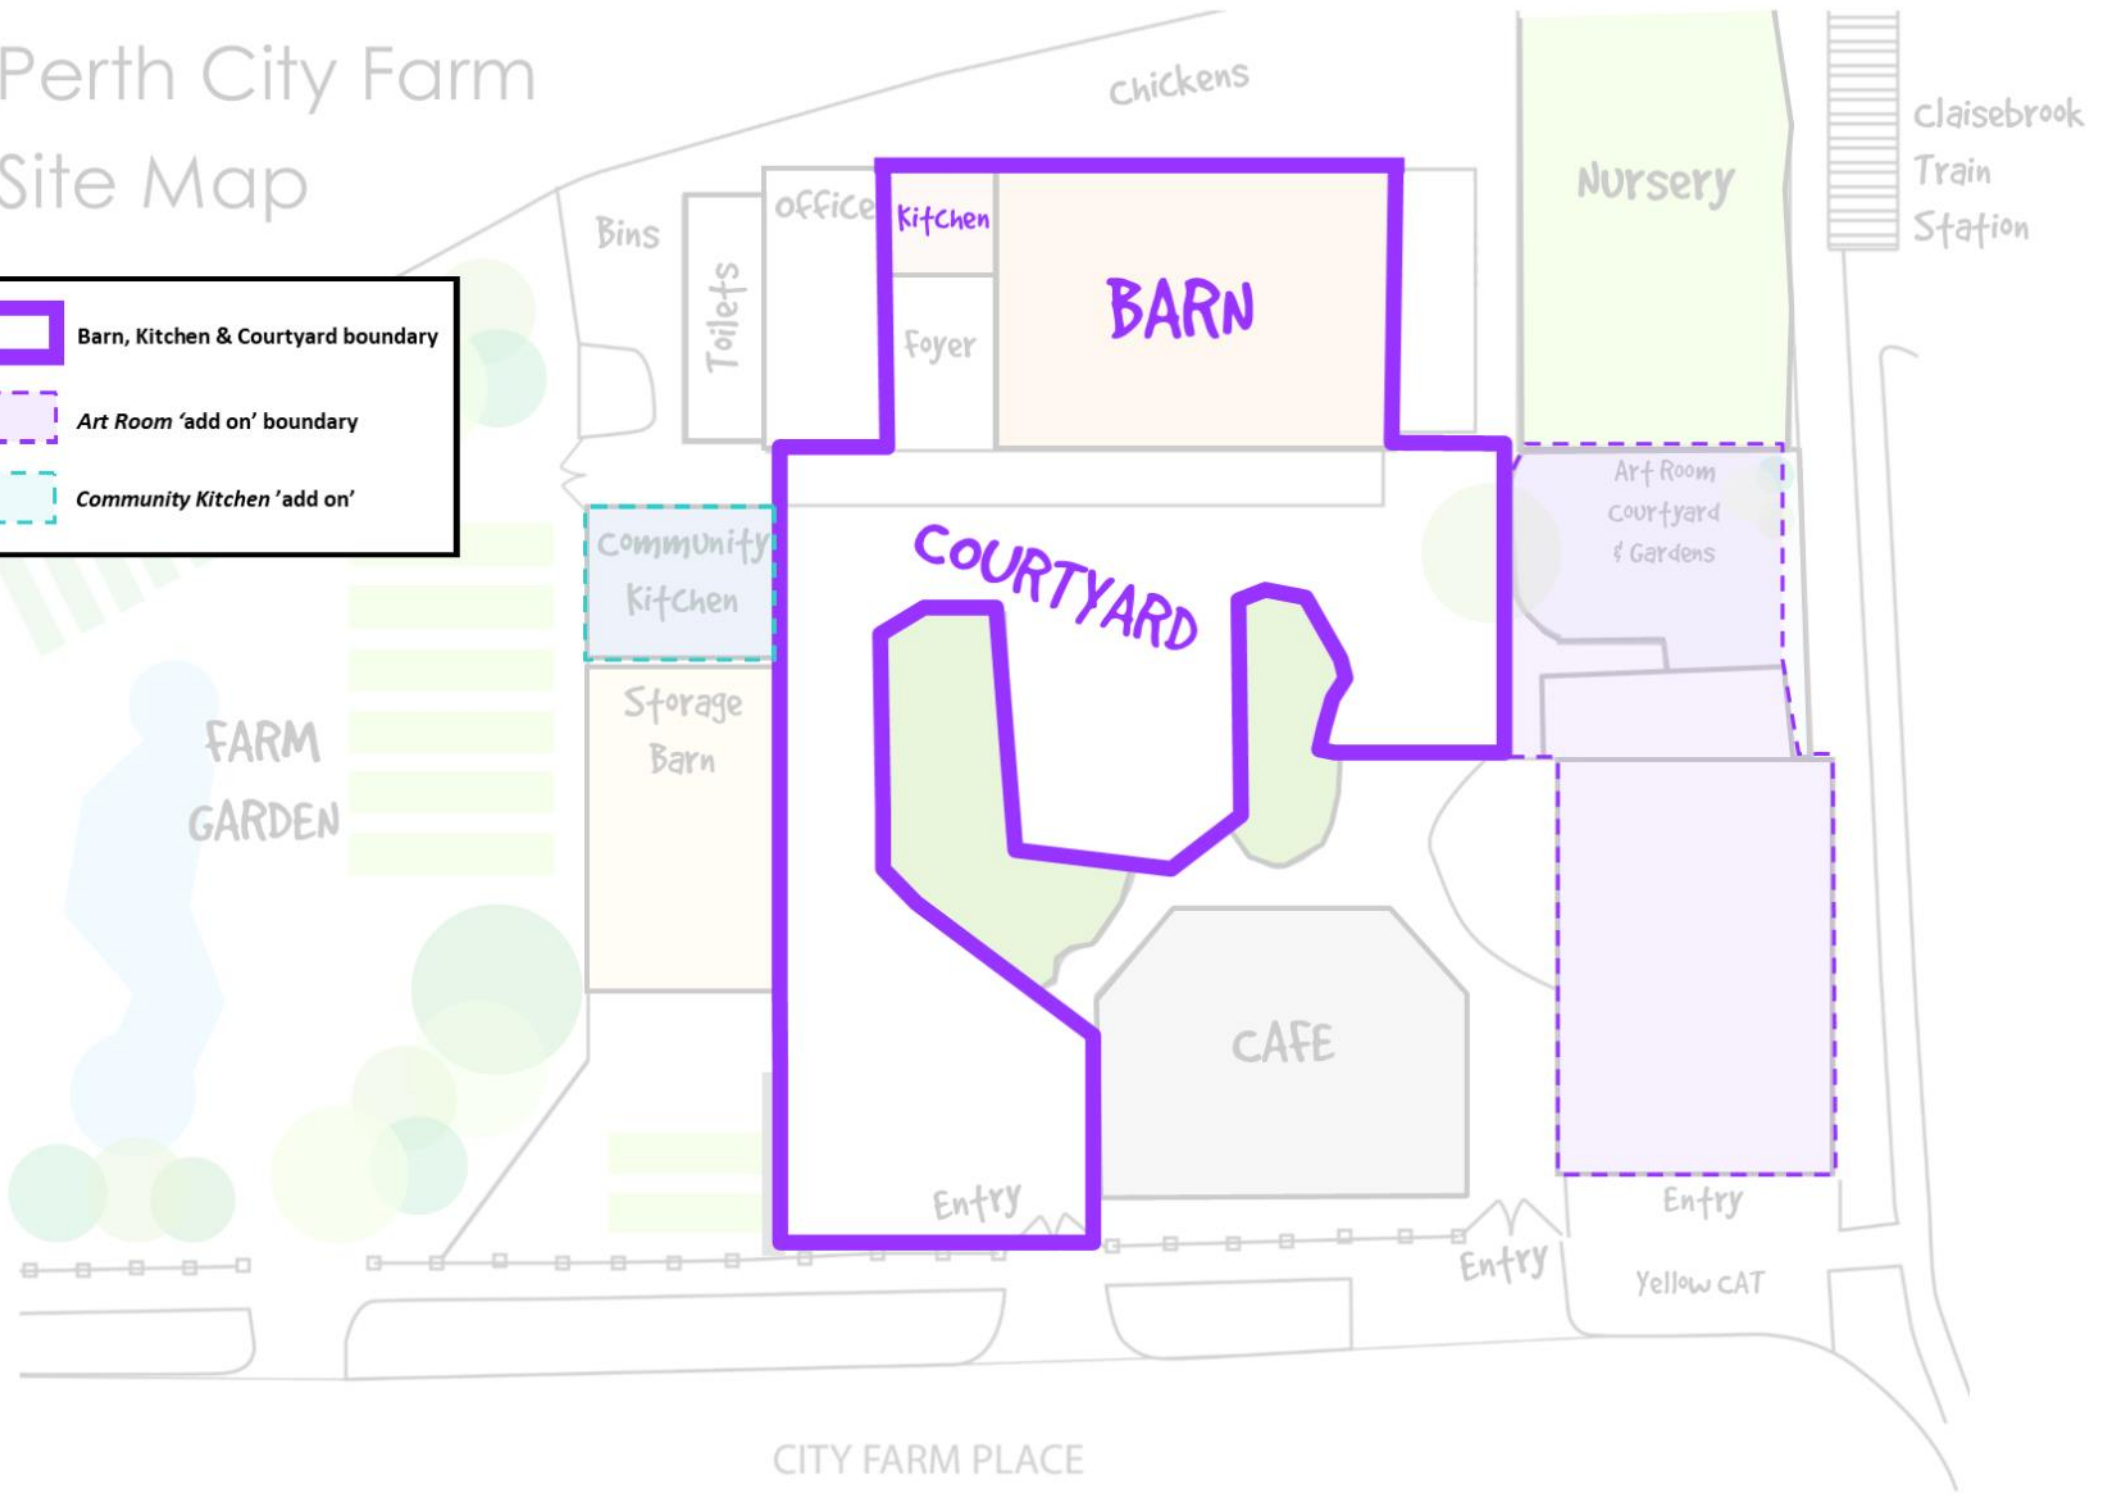 Perth City Farm
Site Map
Chickens
Claisebrook
Train
Station
Nursery
Bins
Toilets
Office
Kitchen
Foyer
BARN
Barn, Kitchen & Courtyard boundary
Art Room ‘add on’ boundary
Community Kitchen ’add on’
Art Room
Courtyard
& Gardens
Community
Kitchen
COURTYARD
Storage
Barn
FARM
GARDEN
CAFE
Entry
Entry
Entry
Yellow CAT
CITY FARM PLACE